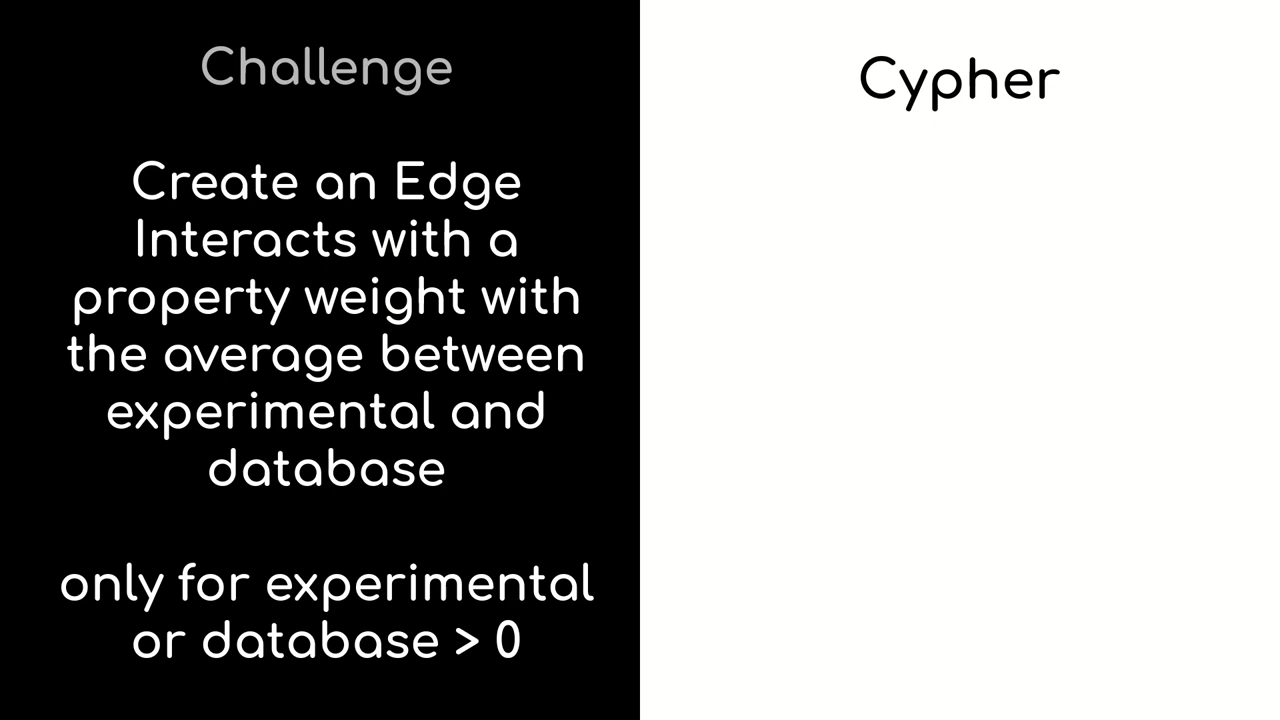 Challenge
Create an Edge
Interacts with a
property weight with
the average between
experimental and
database
only for experimental
or database > 0
Cypher